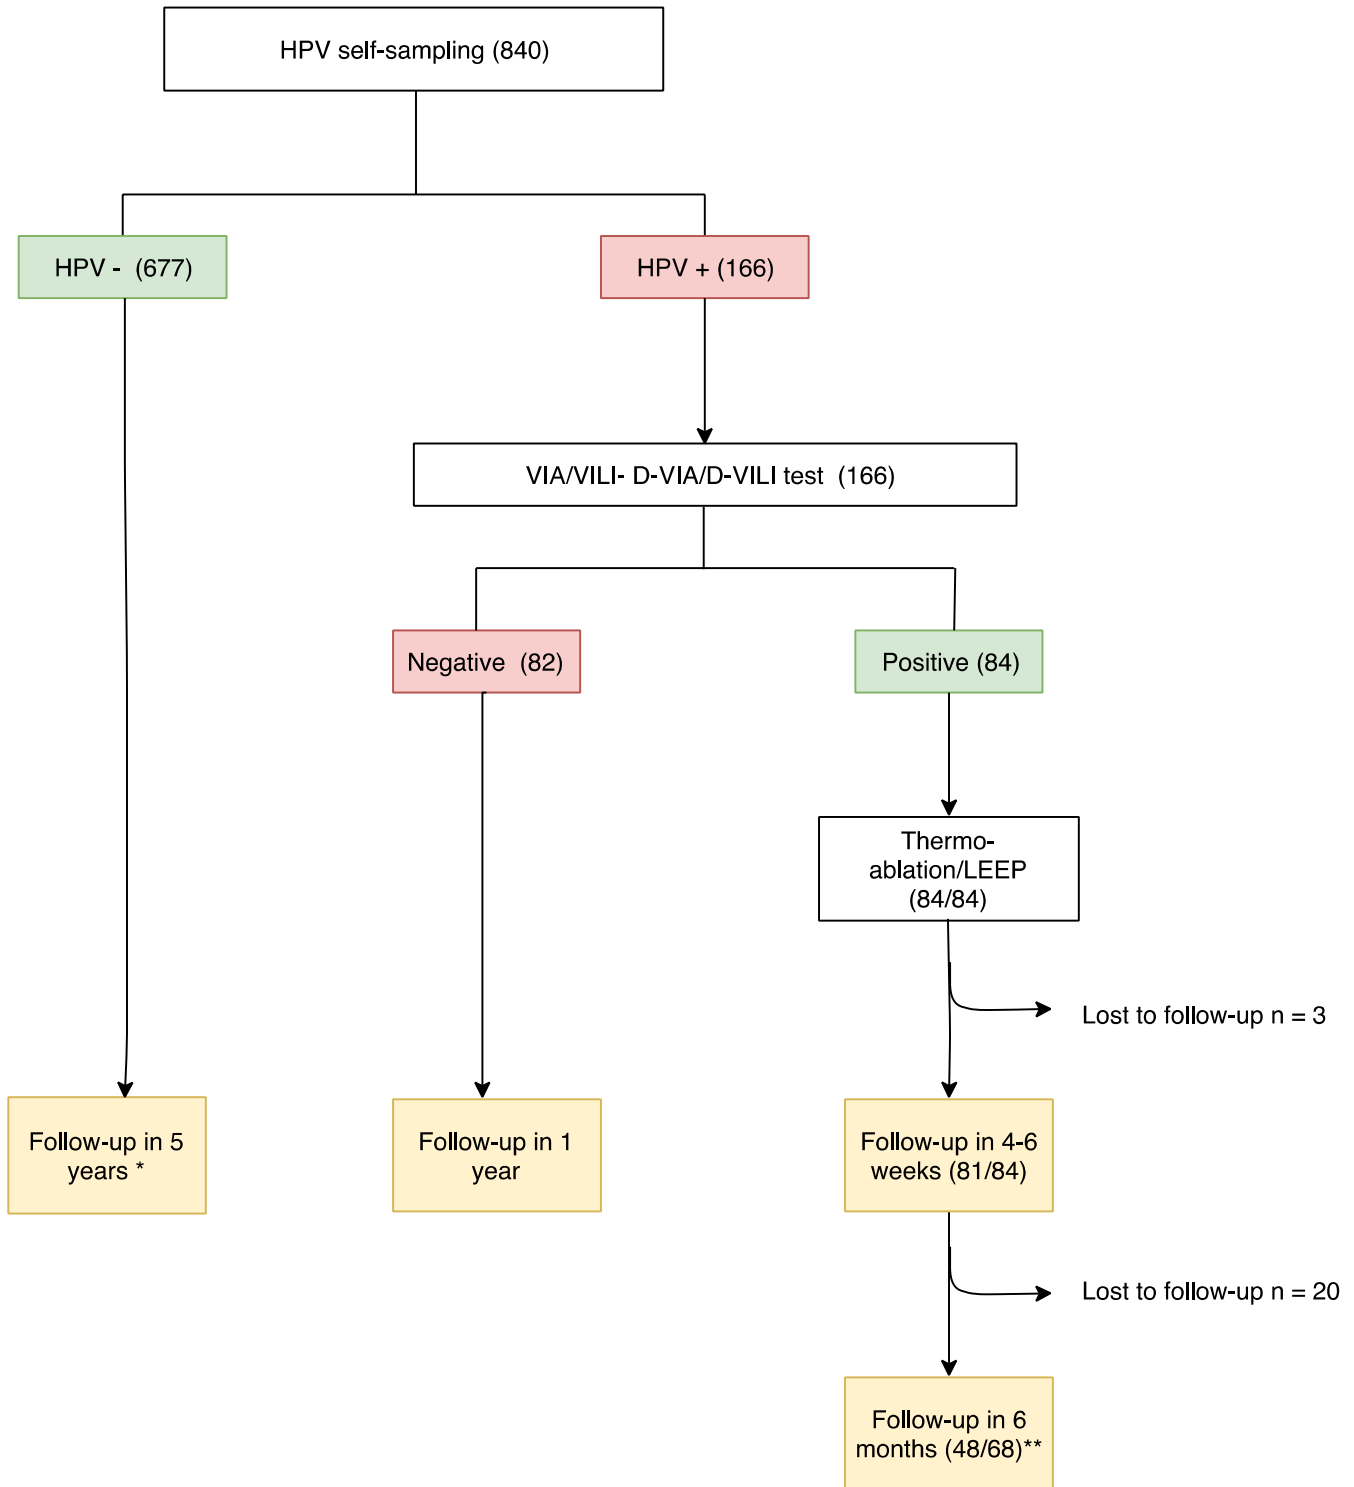 HPV self-sampling (840)
HPV - (677)
HPV + (166)
VIA/VILI- D-VIA/D-VILI test (166)
Negative (82)
Positive (84)
Thermo-
ablation/LEEP
(84/84)
Lost to follow-up n = 3
Follow-up in 5
years *
Follow-up in 1
year
Follow-up in 4-6
weeks (81/84)
Lost to follow-up n = 20
Follow-up in 6
months (48/68)**